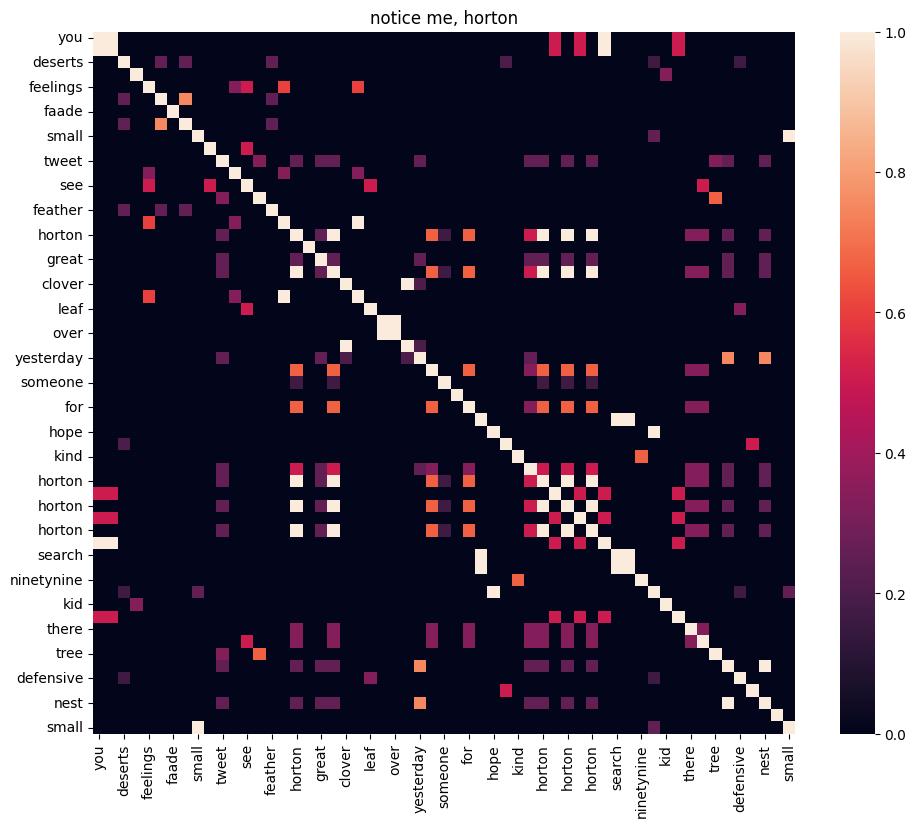 notice me, horton
you
deserts
feelings
faade
small
tweet
see
feather
horton
great
clover
leaf
over
yesterday
someone
for
hope
kind
horton
horton
horton
search
ninetynine
kid
there
tree
defensive
nest
small
1.0
0.8
0.6
0.4
0.2
0.0
you
deserts
feelings
faade
small
tweet
see
feather
horton
great
clover
leaf
over
yesterday
someone
for
hope
kind
horton
horton
horton
search
ninetynine
kid
there
tree
defensive
nest
small